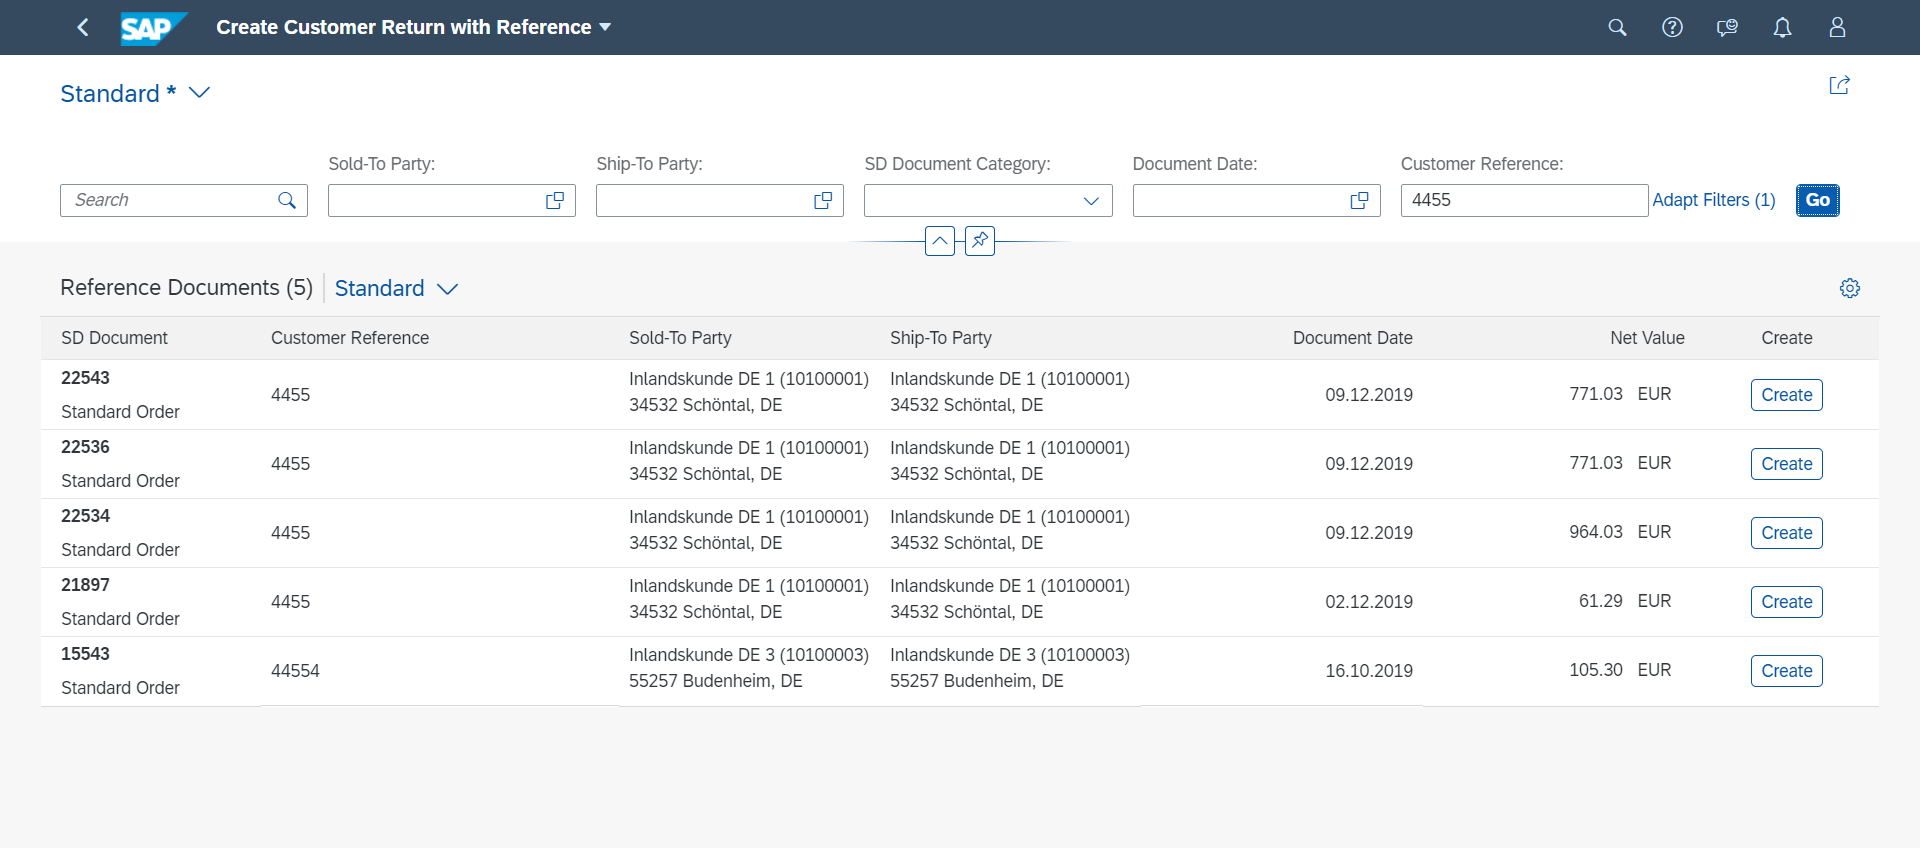 SAP Create Customer Return with Reference
Standard *
Sold-To Party: Ship-To Party: SD Document Category: Document Date: Customer Reference:
Search 4455 Adapt Filters (1) Go
Reference Documents (5) Standard
SD Document Customer Reference Sold-To Party Ship-To Party Document Date Net Value Create
22543 Inlandskunde DE 1 (10100001) Inlandskunde DE 1 (10100001)
4455 09.12.2019 771.03 EUR Create
Standard Order 34532 Schöntal, DE 34532 Schöntal, DE
22536 Inlandskunde DE 1 (10100001) Inlandskunde DE 1 (10100001)
4455 09.12.2019 771.03 EUR Create
Standard Order 34532 Schöntal, DE 34532 Schöntal, DE
22534 Inlandskunde DE 1 (10100001) Inlandskunde DE 1 (10100001)
4455 09.12.2019 964.03 EUR Create
Standard Order 34532 Schöntal, DE 34532 Schöntal, DE
21897 Inlandskunde DE 1 (10100001) Inlandskunde DE 1 (10100001)
4455 02.12.2019 61.29 EUR Create
Standard Order 34532 Schöntal, DE 34532 Schöntal, DE
15543 Inlandskunde DE 3 (10100003) Inlandskunde DE 3 (10100003)
44554 16.10.2019 105.30 EUR Create
Standard Order 55257 Budenheim, DE 55257 Budenheim, DE